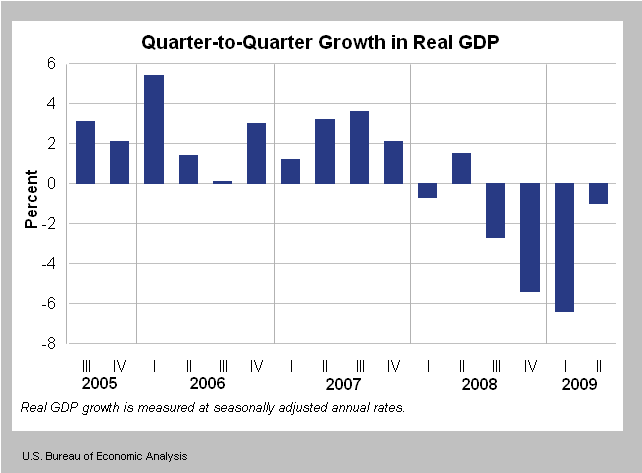 Quarter-to-Quarter Growth in Real GDP
6
4
2
0
-2
-4
-6
-8
Percent
III IV I II III IV I II III IV I II III IV I II
2005 2006 2007 2008 2009
Real GDP growth is measured at seasonally adjusted annual rates.
U.S. Bureau of Economic Analysis